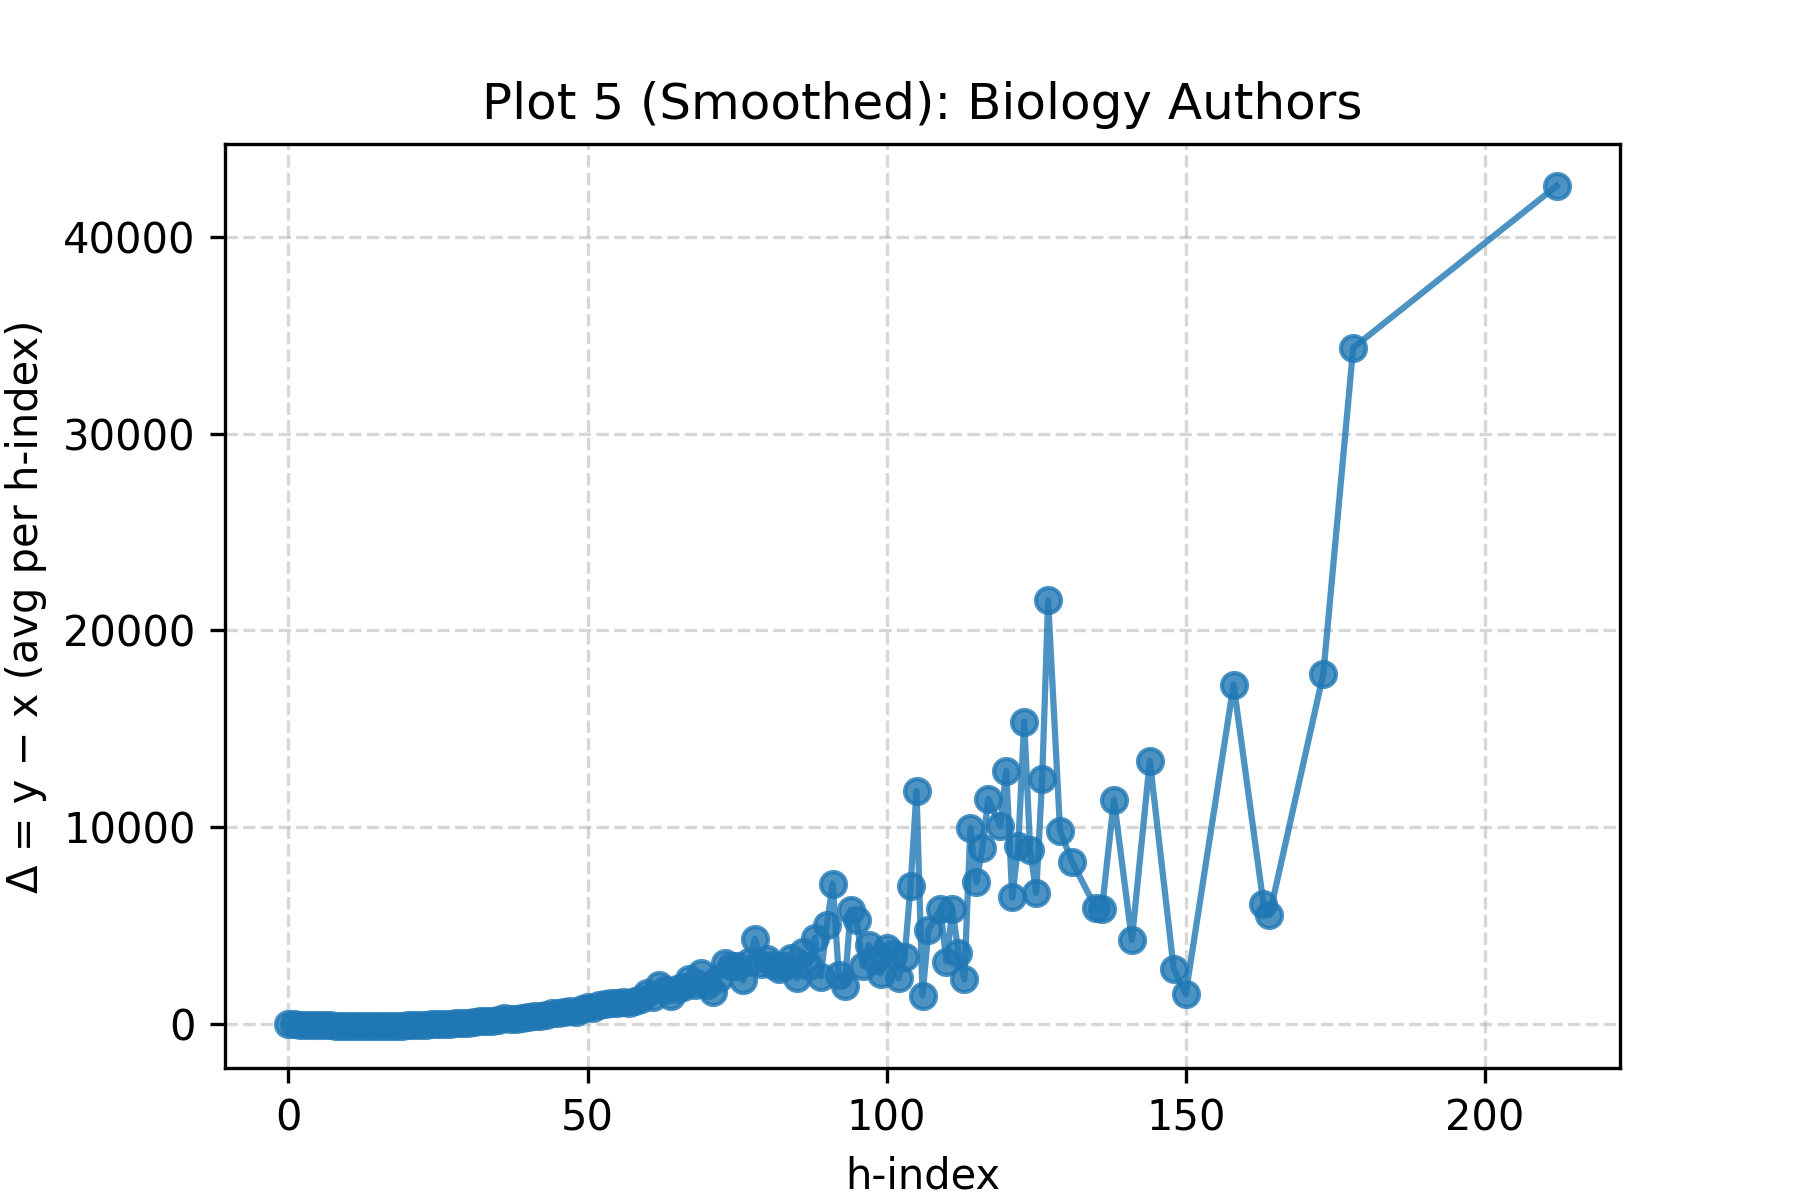 Plot 5 (Smoothed): Biology Authors
Δ = y − x (avg per h-index)
40000
30000
20000
10000
0
0 50 100 150 200
h-index